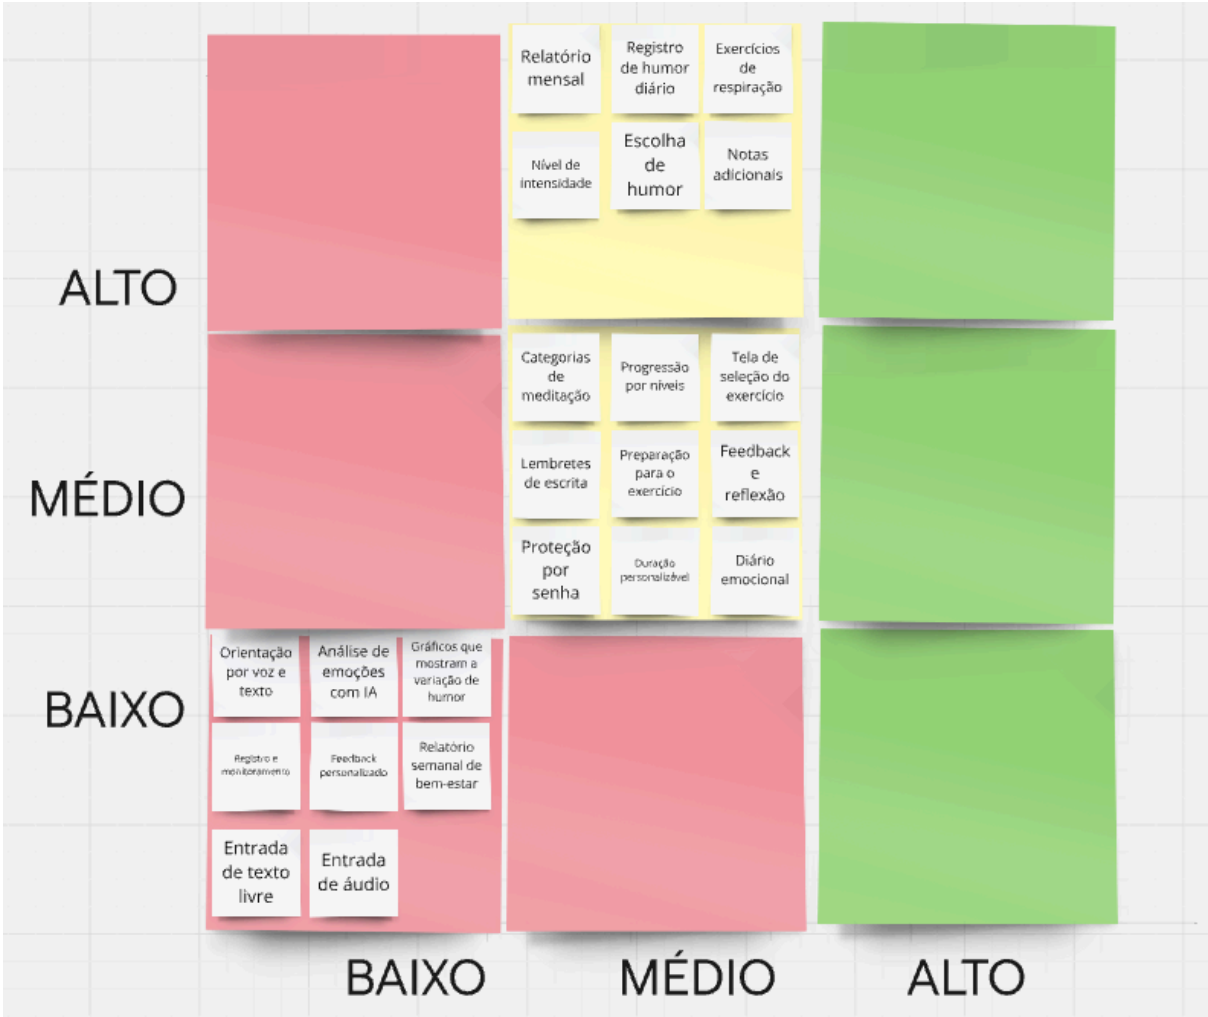 Relatório
mensal
Registro
de humor
diário
Exercícios
de
respiração
Nível de
intensidade
Escolha
de
humor
Notas
adicionais
ALTO
Categorias
de
meditação
Progressão
por níveis
Tela de
seleção do
exercício
Lembretes
de escrita
Preparação
para o
exercício
Feedback
e
reflexão
MÉDIO
Proteção
por
senha
Duração
personalizável
Diário
emocional
Orientação
por voz e
texto
Análise de
emoções
com IA
Gráficos que
mostram a
variação de
humor
BAIXO
Registro e
monitoramento
Feedback
personalizado
Relatório
semanal de
bem-estar
Entrada
de texto
livre
Entrada
de áudio
BAIXO
MÉDIO
ALTO